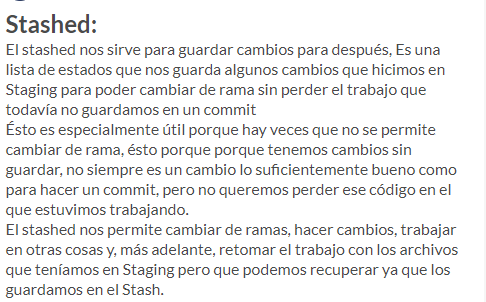 Stashed:
El stashed nos sirve para guardar cambios para después, Es una
lista de estados que nos guarda algunos cambios que hicimos en
Staging para poder cambiar de rama sin perder el trabajo que
todavía no guardamos en un commit
Ésto es especialmente útil porque hay veces que no se permite
cambiar de rama, ésto porque porque tenemos cambios sin
guardar, no siempre es un cambio lo suficientemente bueno como
para hacer un commit, pero no queremos perder ese código en el
que estuvimos trabajando.
El stashed nos permite cambiar de ramas, hacer cambios, trabajar
en otras cosas y, más adelante, retomar el trabajo con los archivos
que teníamos en Staging pero que podemos recuperar ya que los
guardamos en el Stash.